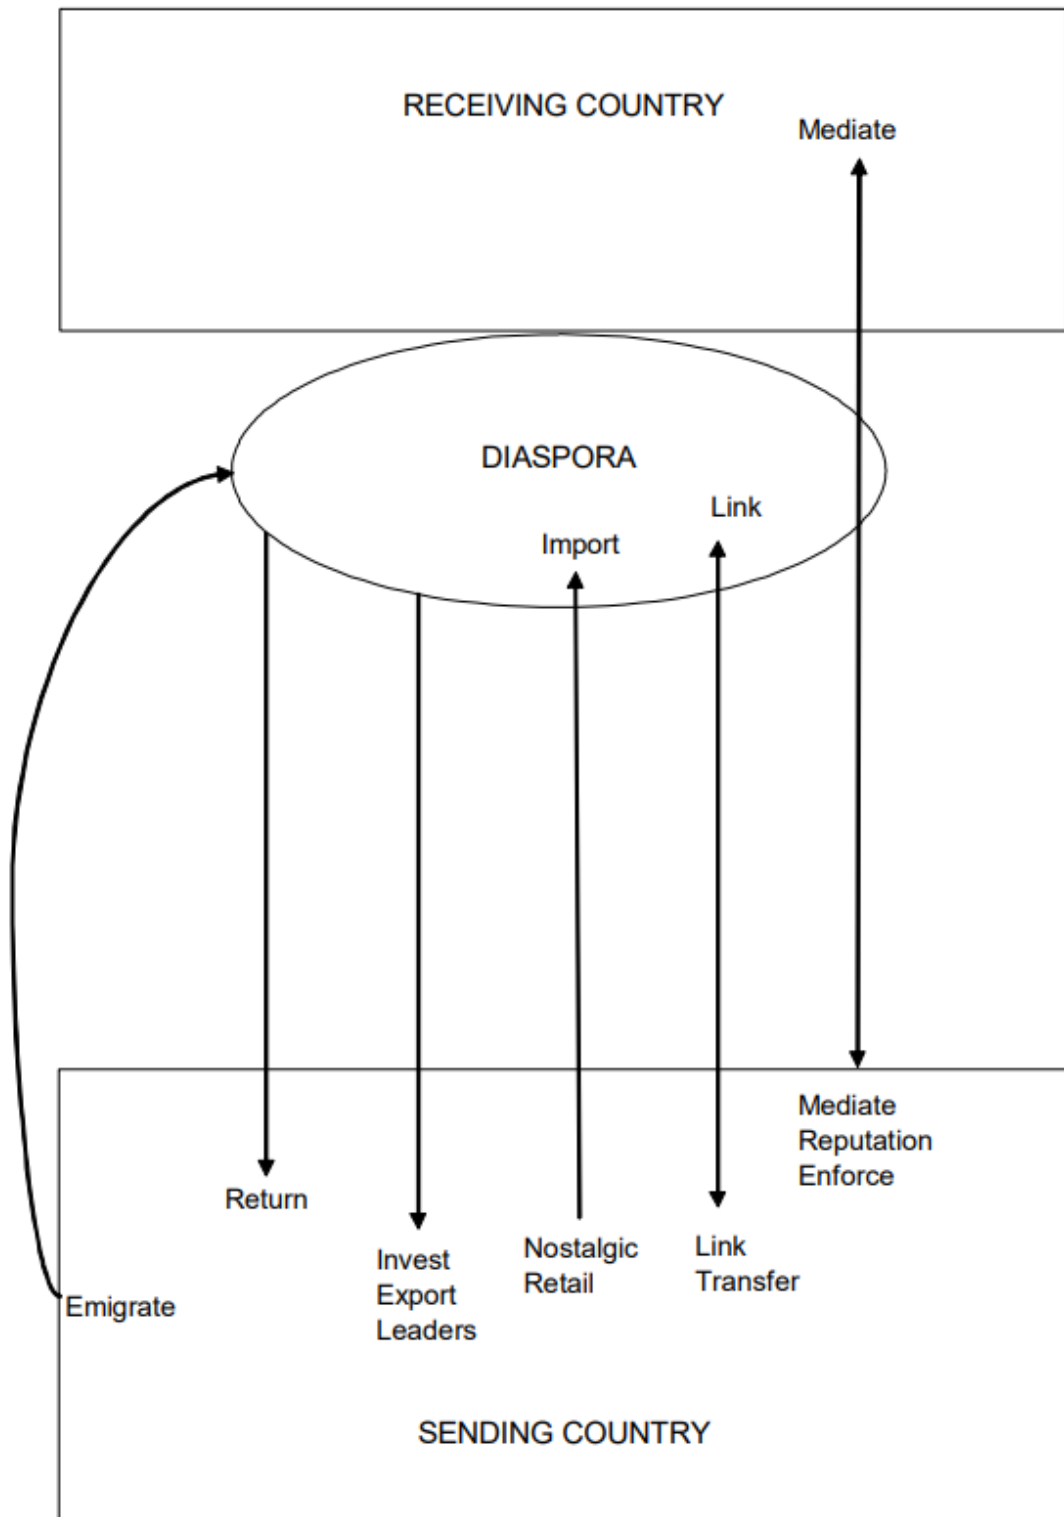 RECEIVING COUNTRY
Mediate
DIASPORA
Link
Import
Mediate
Reputation
Enforce
Return
Invest
Export
Leaders
Nostalgic
Retail
Link
Transfer
Emigrate
SENDING COUNTRY